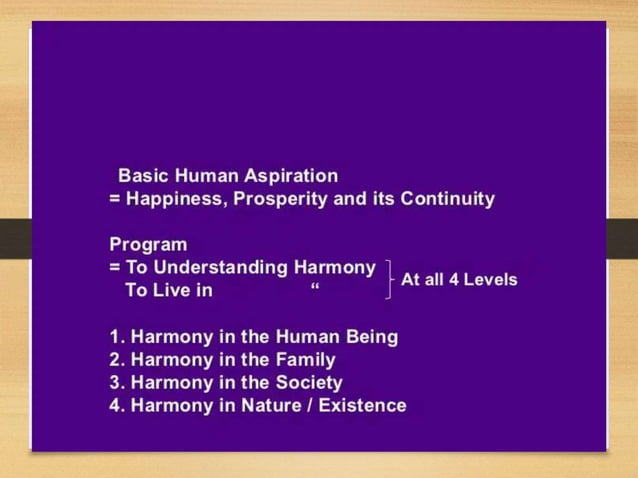 Basic Human Aspiration
= Happiness, Prosperity and its Continuity
Program
= To Understanding Harmony
To Live in “
At all 4 Levels
1. Harmony in the Human Being
2. Harmony in the Family
3. Harmony in the Society
4. Harmony in Nature / Existence